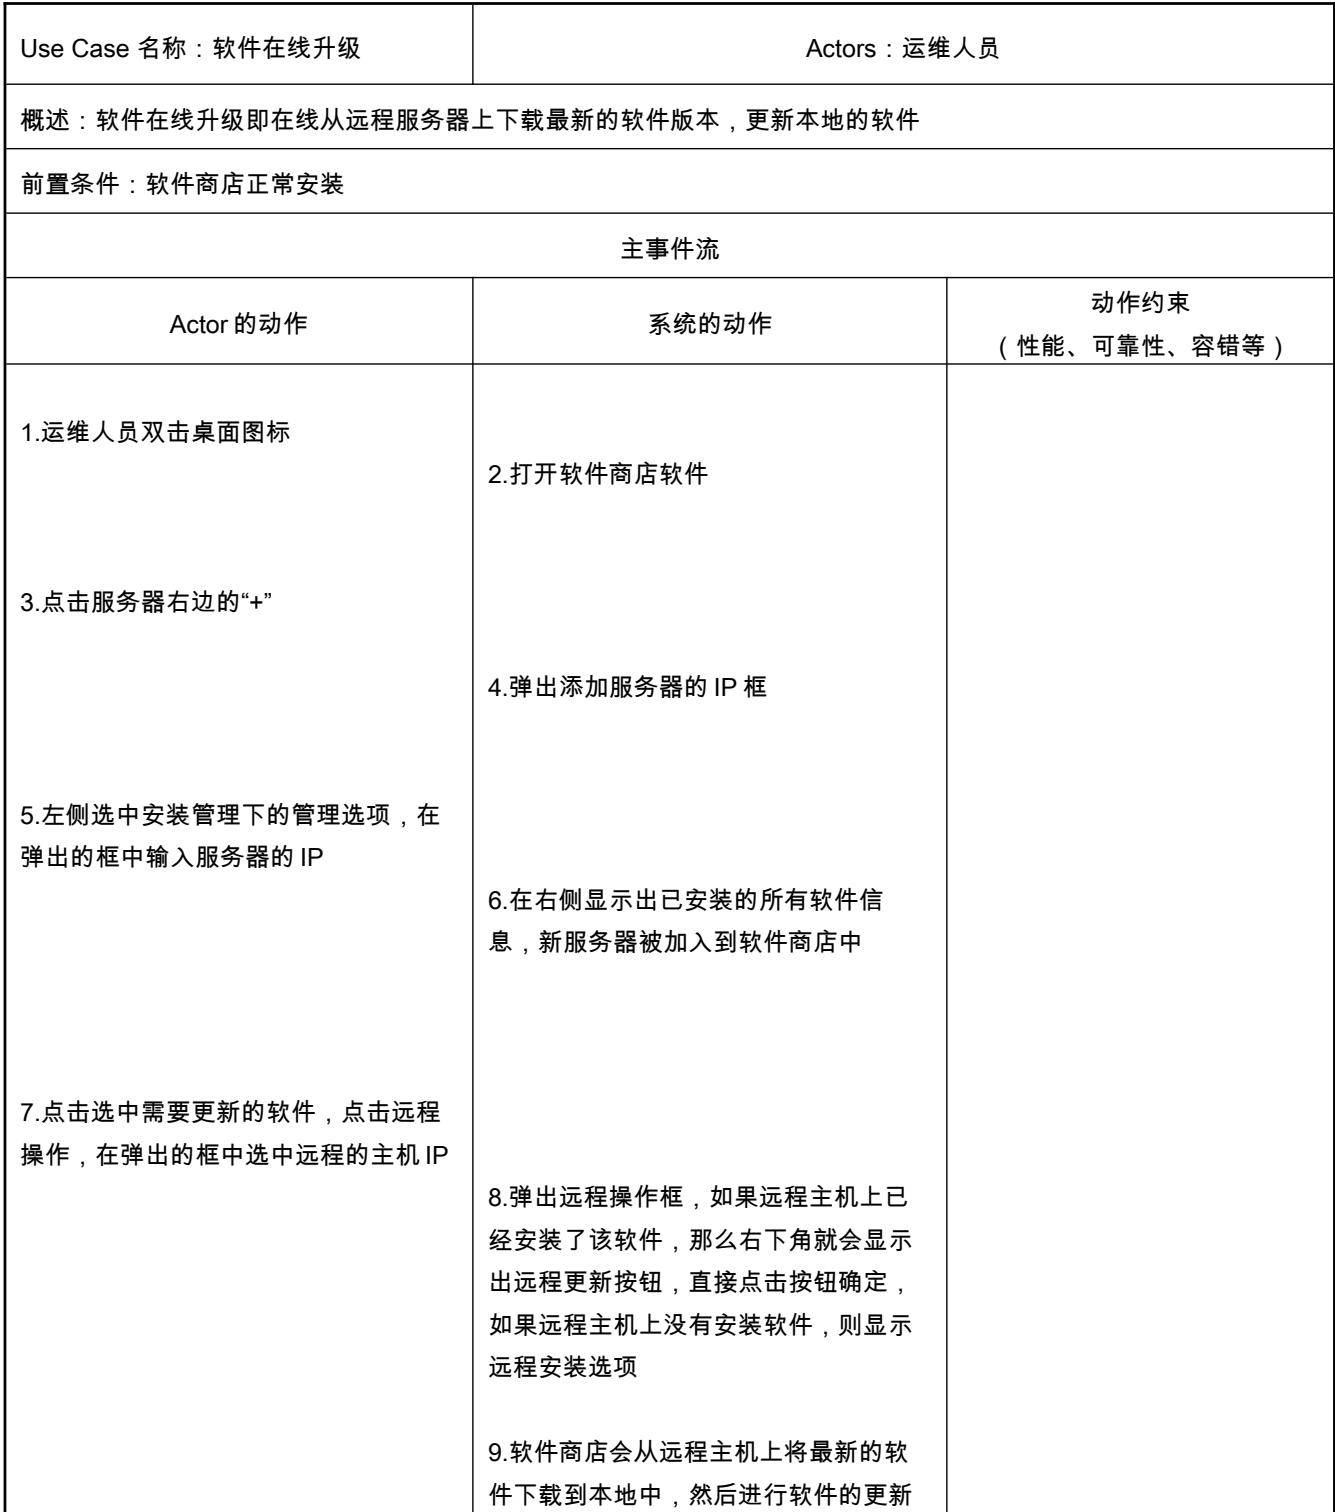 Use Case 名称：软件在线升级
Actors：运维人员
概述：软件在线升级即在线从远程服务器上下载最新的软件版本，更新本地的软件
前置条件：软件商店正常安装
主事件流
Actor 的动作
系统的动作
动作约束
（性能、可靠性、容错等）
1.运维人员双击桌面图标
2.打开软件商店软件
3.点击服务器右边的“+”
4.弹出添加服务器的 IP 框
5.左侧选中安装管理下的管理选项，在
弹出的框中输入服务器的 IP
6.在右侧显示出已安装的所有软件信
息，新服务器被加入到软件商店中
7.点击选中需要更新的软件，点击远程
操作，在弹出的框中选中远程的主机 IP
8.弹出远程操作框，如果远程主机上已
经安装了该软件，那么右下角就会显示
出远程更新按钮，直接点击按钮确定，
如果远程主机上没有安装软件，则显示
远程安装选项
9.软件商店会从远程主机上将最新的软
件下载到本地中，然后进行软件的更新